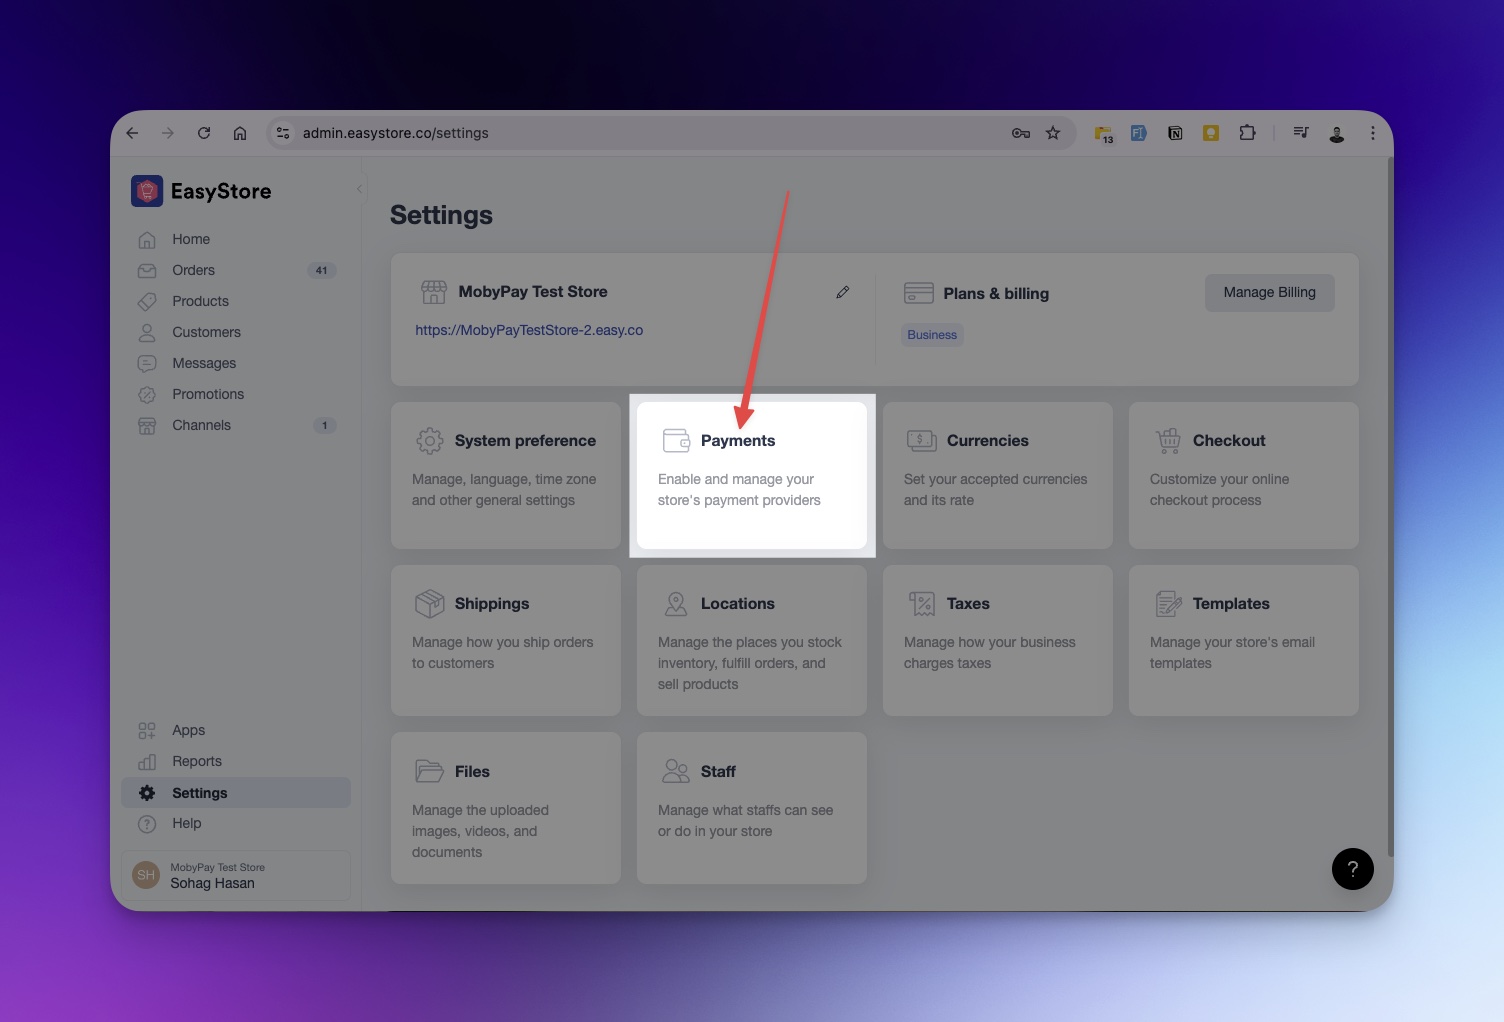 admin.easystore.co/settings
13
EasyStore
Home
Orders 41
Products
Customers
Messages
Promotions
Channels 1
Apps
Reports
Settings
Help
SH
MobyPay Test Store
Sohag Hasan
Settings
MobyPay Test Store
https://MobyPayTestStore-2.easy.co
Plans & billing
Manage Billing
Business
System preference
Manage, language, time zone
and other general settings
Payments
Enable and manage your
store's payment providers
Currencies
Set your accepted currencies
and its rate
Checkout
Customize your online
checkout process
Shippings
Manage how you ship orders
to customers
Locations
Manage the places you stock
inventory, fulfill orders, and
sell products
Taxes
Manage how your business
charges taxes
Templates
Manage your store's email
templates
Files
Manage the uploaded
images, videos, and
documents
Staff
Manage what staffs can see
or do in your store
?